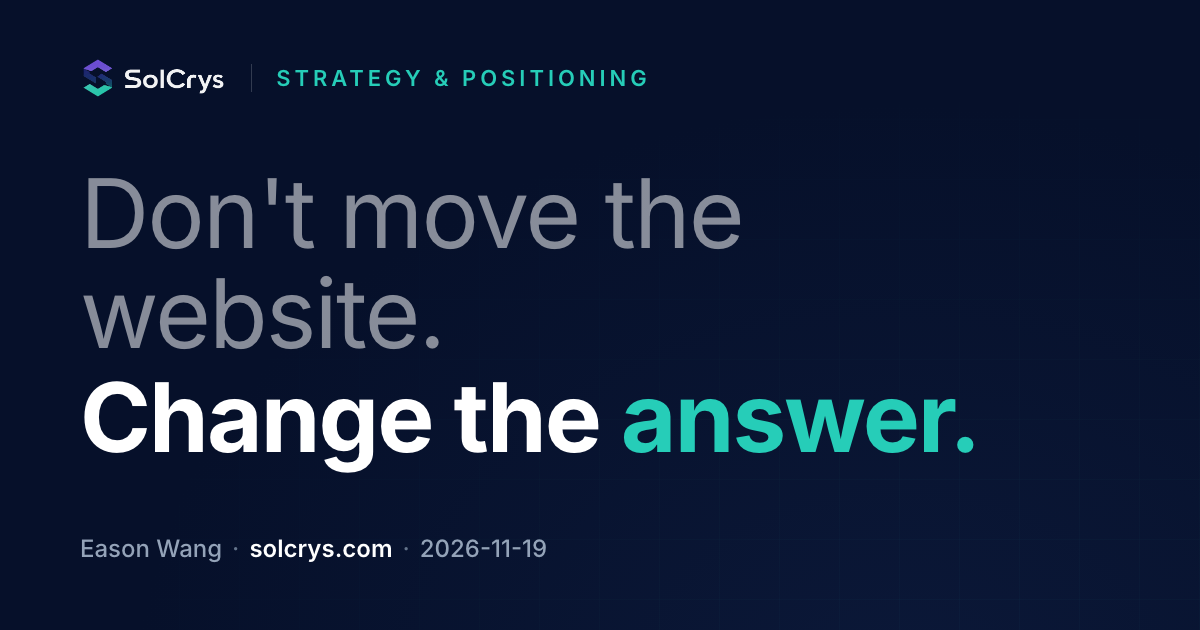 SolCrys
STRATEGY & POSITIONING
Don't move the
website.
Change the answer.
Eason Wang · solcrys.com · 2026-11-19